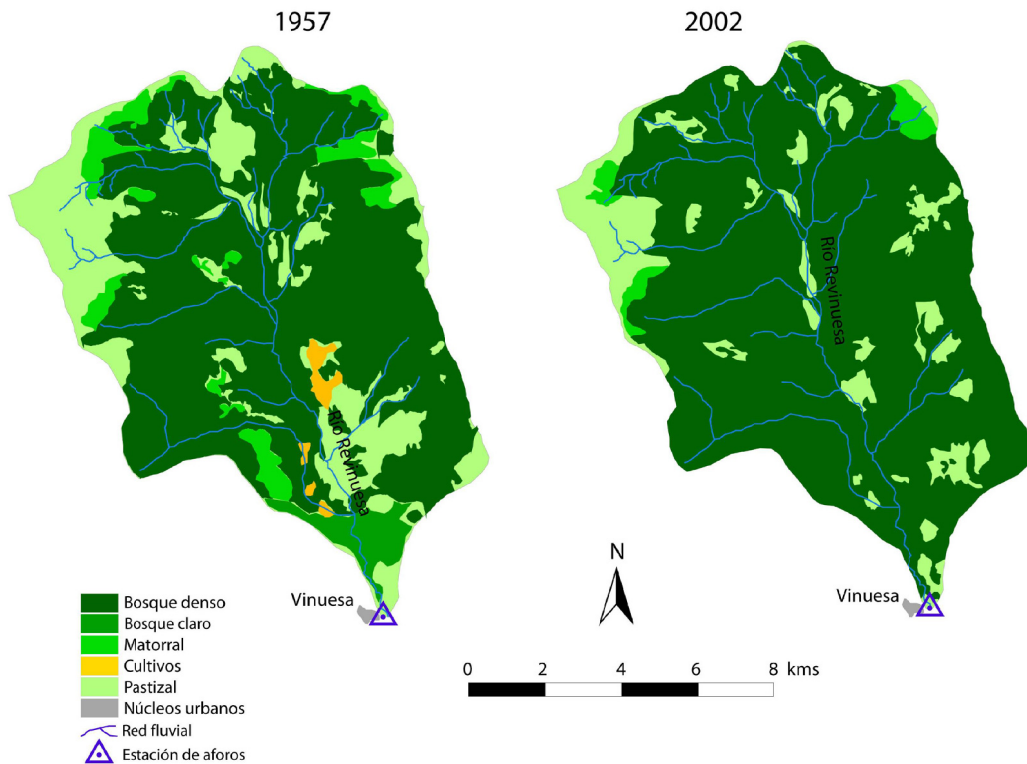 1957
2002
Río Revinuesa
Río Revinuesa
Vinuesa
Vinuesa
N
0 2 4 6 8 kms
Bosque denso
Bosque claro
Matorral
Cultivos
Pastizal
Núcleos urbanos
Red fluvial
Estación de aforos